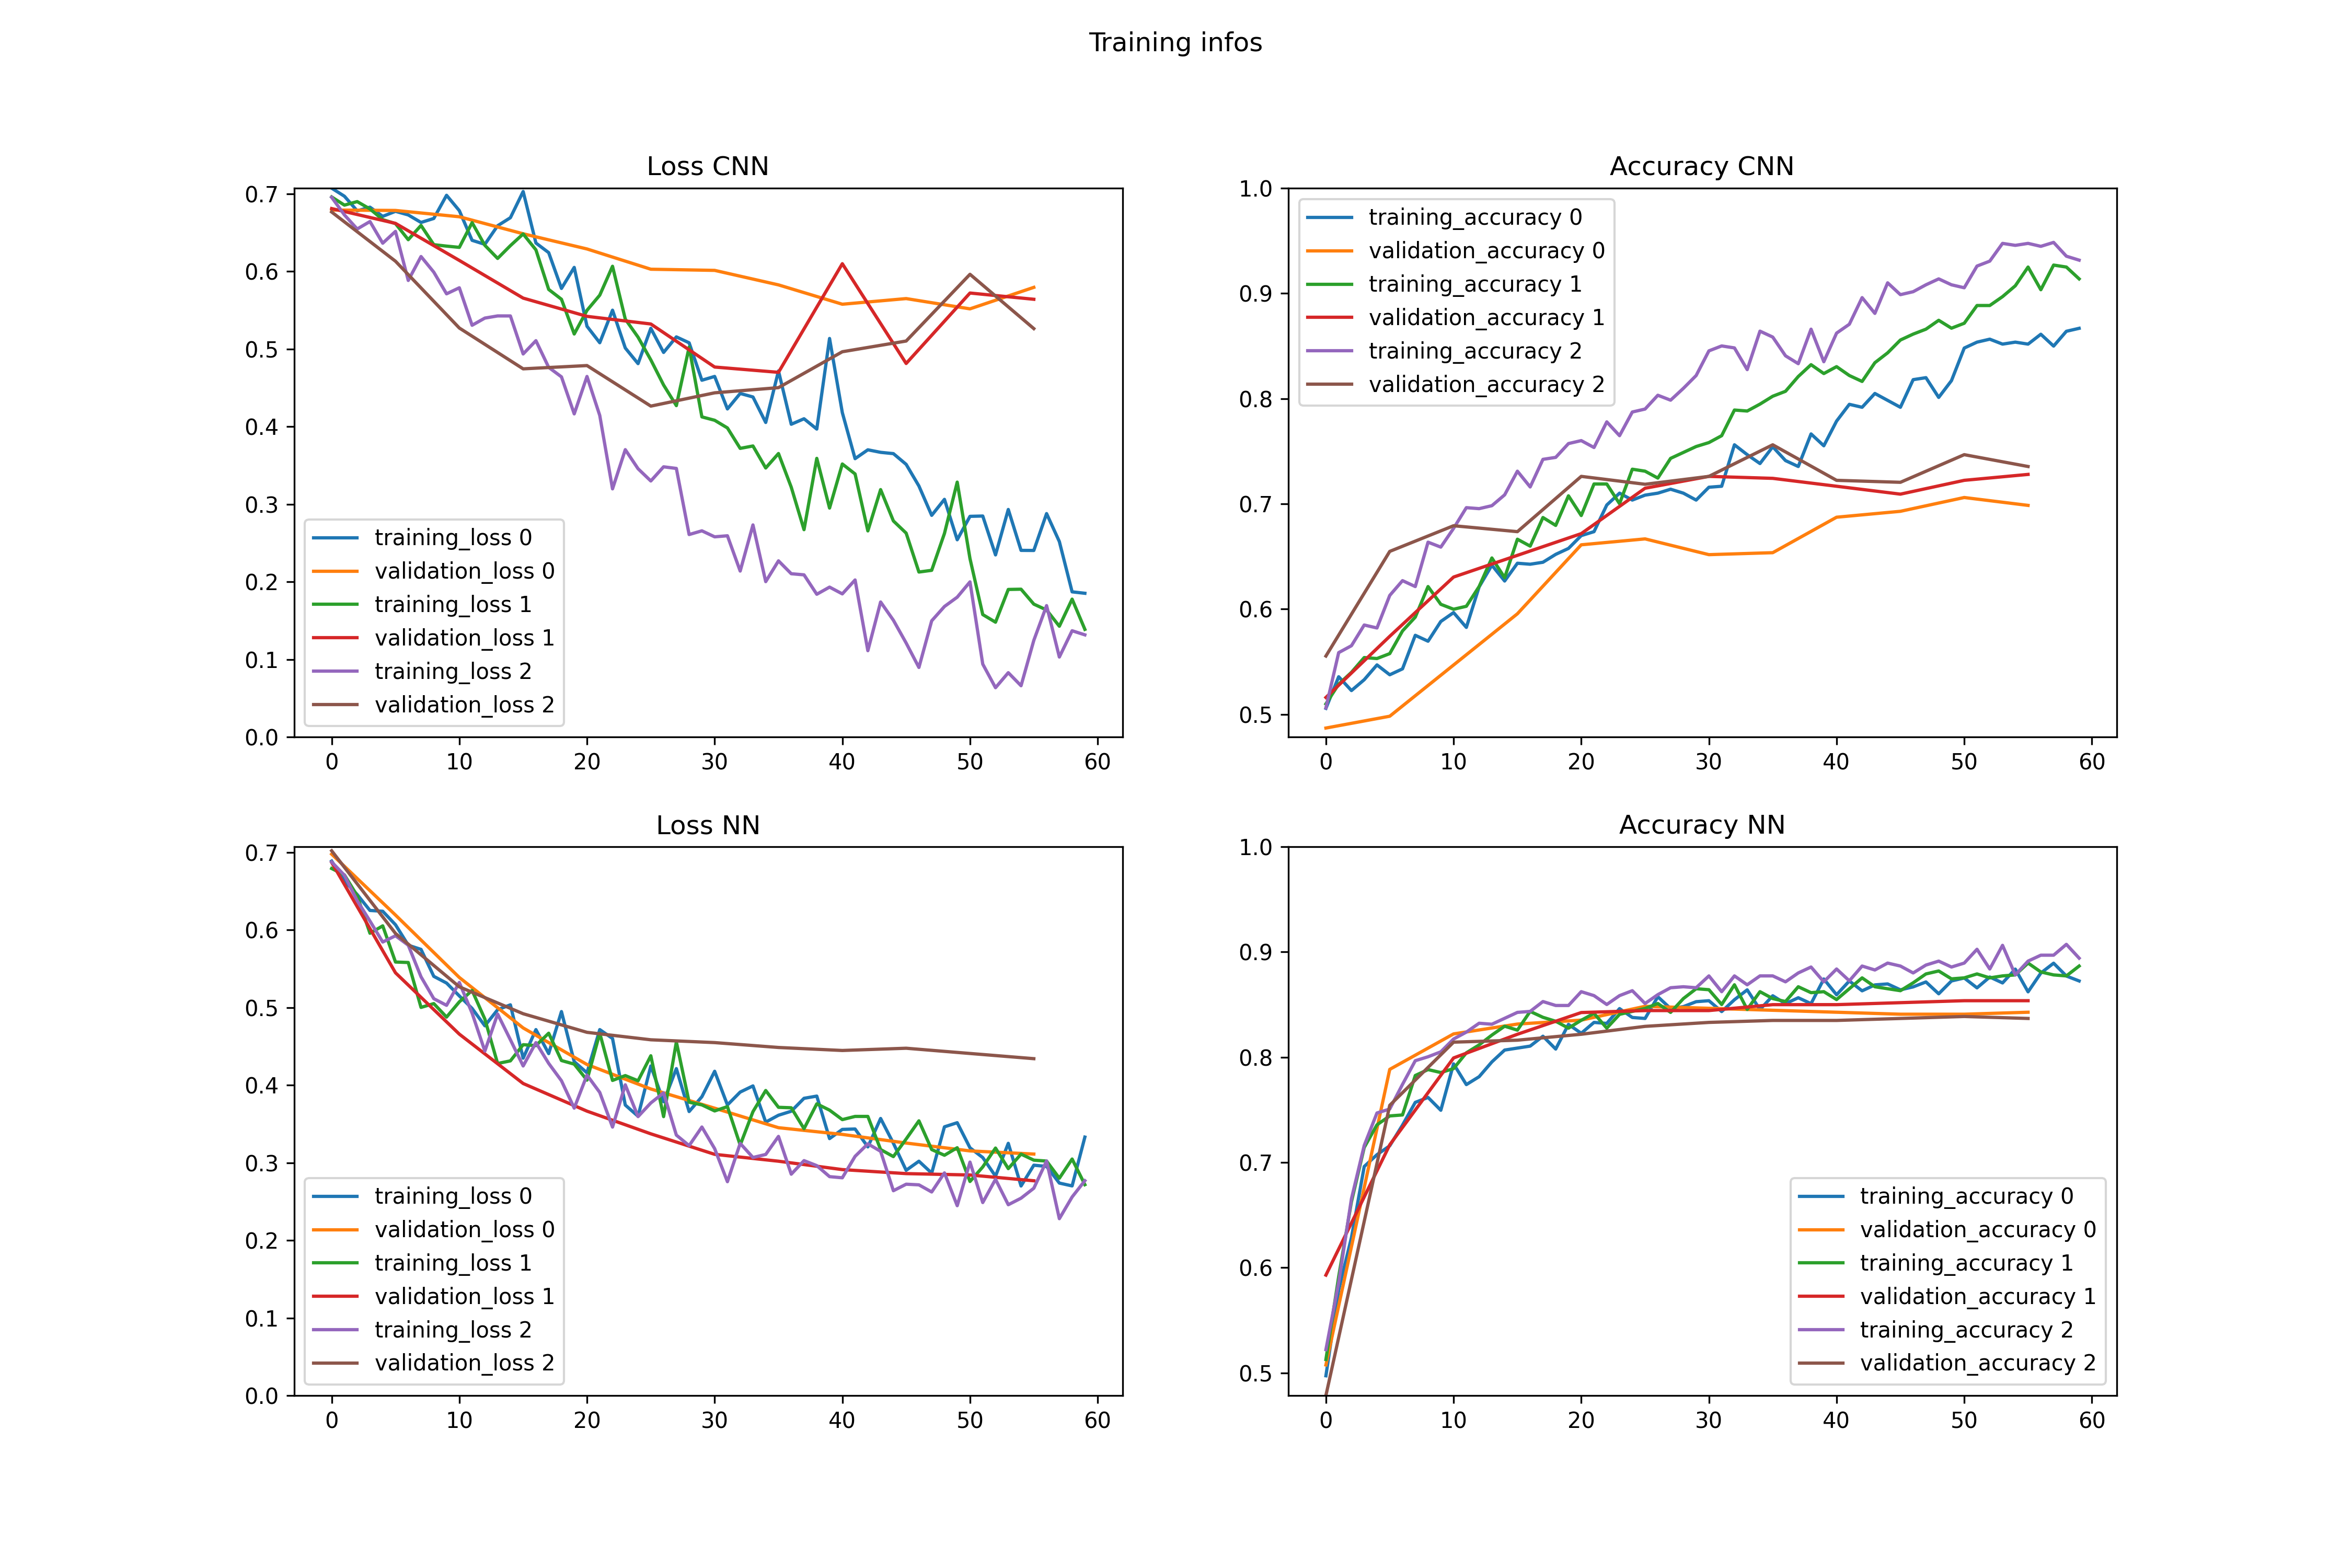 Training infos
Loss CNN
0.7
0.6
0.5
0.4
0.3
0.2
0.1
0.0
training_loss 0
validation_loss 0
training_loss 1
validation_loss 1
training_loss 2
validation_loss 2
0 10 20 30 40 50 60
Accuracy CNN
1.0
0.9
0.8
0.7
0.6
0.5
training_accuracy 0
validation_accuracy 0
training_accuracy 1
validation_accuracy 1
training_accuracy 2
validation_accuracy 2
0 10 20 30 40 50 60
Loss NN
0.7
0.6
0.5
0.4
0.3
0.2
0.1
0.0
training_loss 0
validation_loss 0
training_loss 1
validation_loss 1
training_loss 2
validation_loss 2
0 10 20 30 40 50 60
Accuracy NN
1.0
0.9
0.8
0.7
0.6
0.5
training_accuracy 0
validation_accuracy 0
training_accuracy 1
validation_accuracy 1
training_accuracy 2
validation_accuracy 2
0 10 20 30 40 50 60